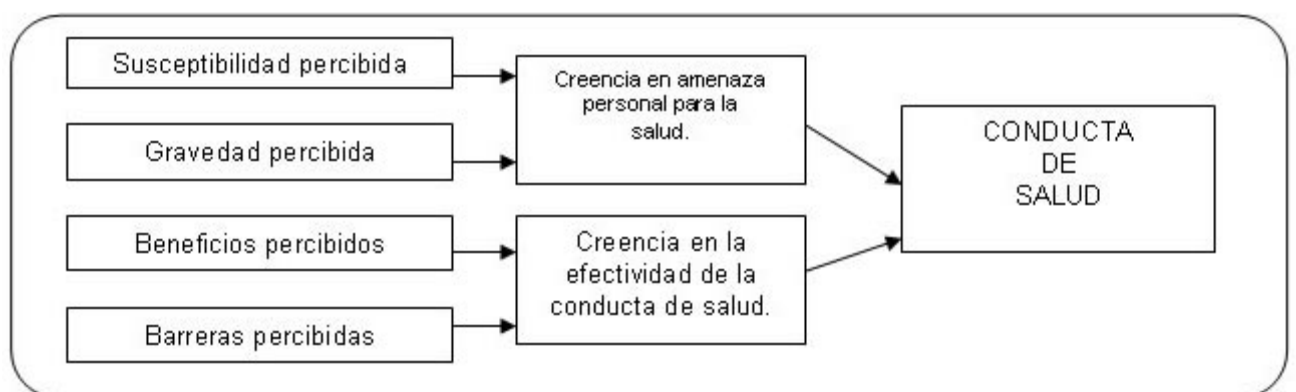 Susceptibilidad percibida
Gravedad percibida
Beneficios percibidos
Barreras percibidas
Creencia en amenaza
personal para la
salud.
Creencia en la
efectividad de la
conducta de salud.
CONDUCTA
DE
SALUD